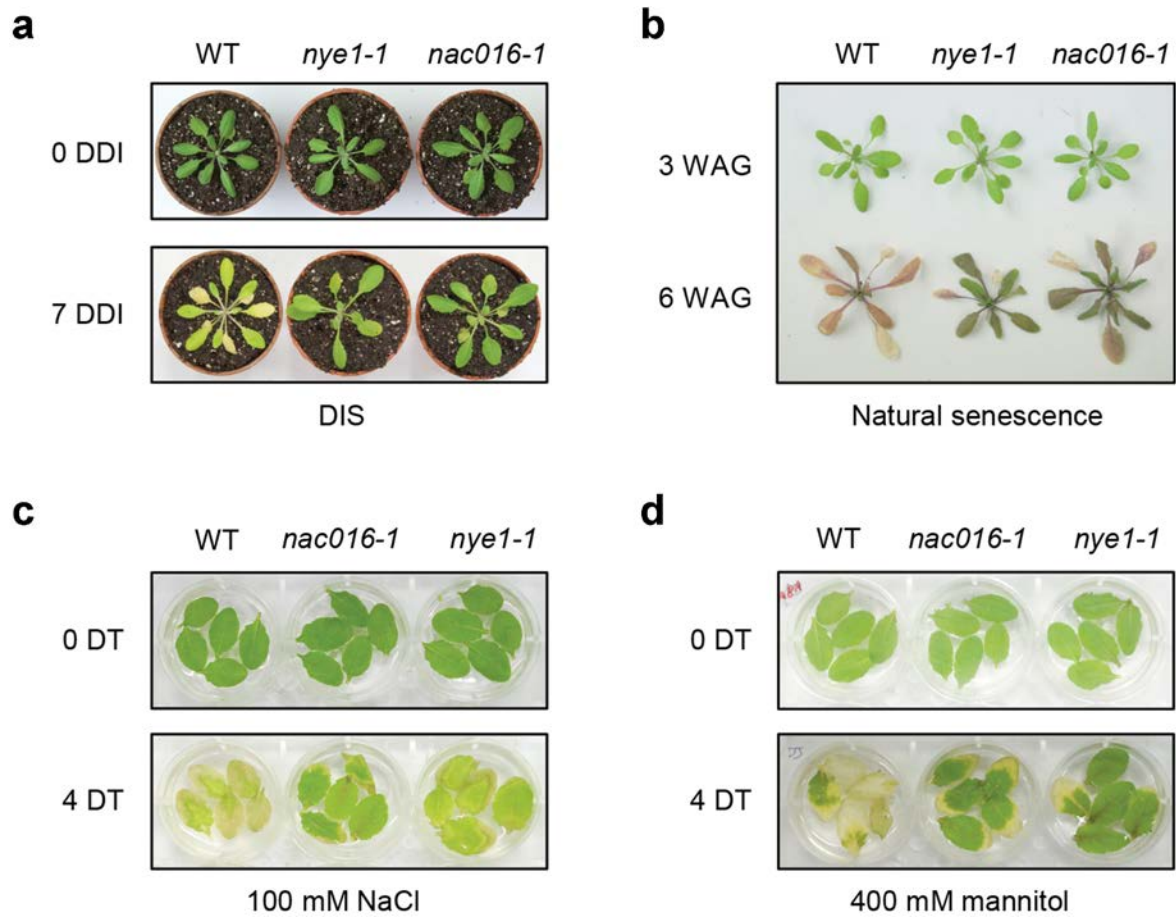 a
WT nye1-1 nac016-1
0 DDI
7 DDI
DIS
b
WT nye1-1 nac016-1
3 WAG
6 WAG
Natural senescence
c
WT nac016-1 nye1-1
0 DT
4 DT
100 mM NaCl
d
WT nac016-1 nye1-1
0 DT
4 DT
400 mM mannitol